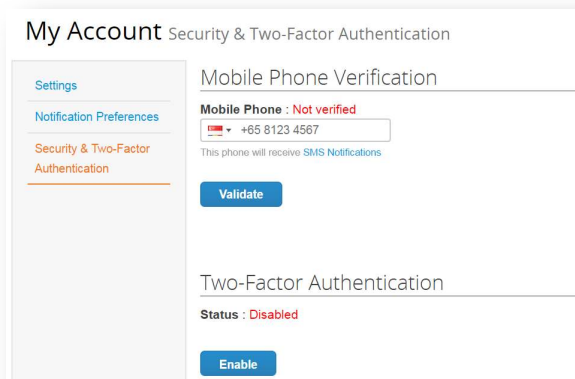 My Account Security & Two-Factor Authentication
Settings
Notification Preferences
Security & Two-Factor
Authentication
Mobile Phone Verification
Mobile Phone : Not verified
+65 8123 4567
This phone will receive SMS Notifications
Validate
Two-Factor Authentication
Status : Disabled
Enable